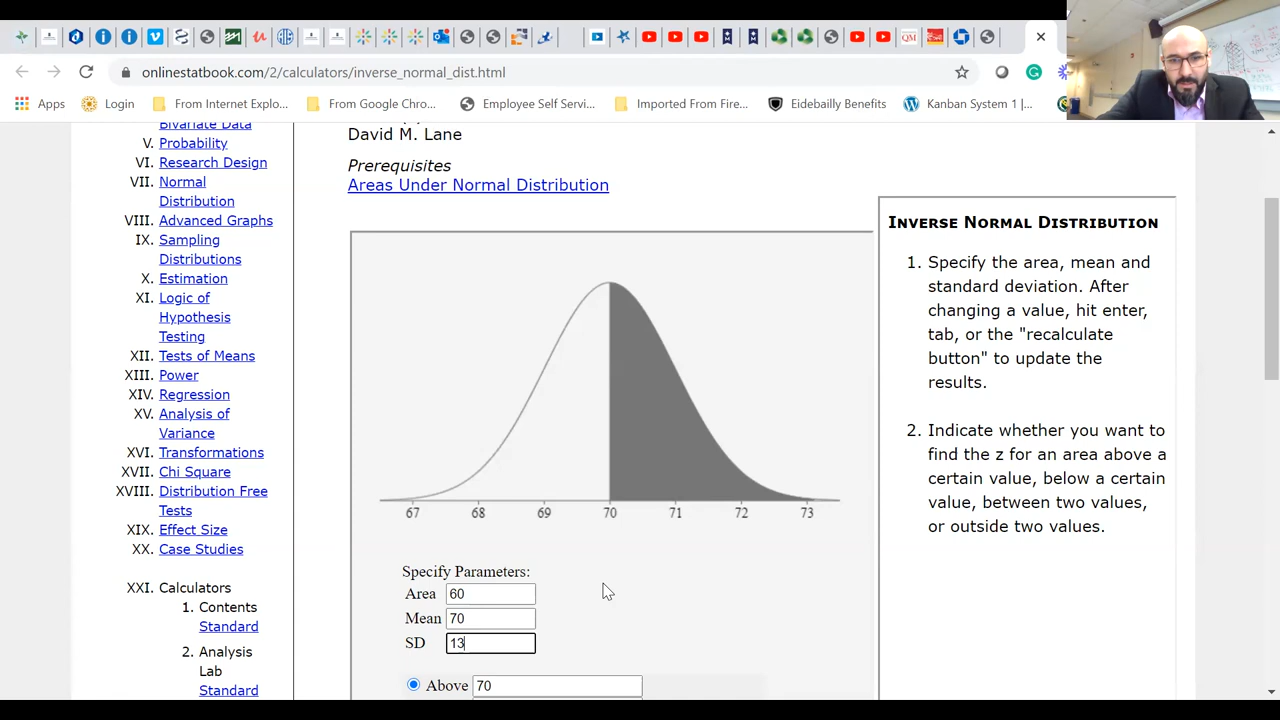 onlinestatbook.com/2/calculators/inverse_normal_dist.html
Apps
Login
From Internet Explo...
From Google Chro...
Employee Self Servi...
Imported From Fire...
Eidebailly Benefits
Kanban System 1 |...
Bivariate Data
V. Probability
VI. Research Design
VII. Normal
Distribution
VIII. Advanced Graphs
IX. Sampling
Distributions
X. Estimation
XI. Logic of
Hypothesis
Testing
XII. Tests of Means
XIII. Power
XIV. Regression
XV. Analysis of
Variance
XVI. Transformations
XVII. Chi Square
XVIII. Distribution Free
Tests
XIX. Effect Size
XX. Case Studies
XXI. Calculators
1. Contents
Standard
2. Analysis
Lab
Standard
David M. Lane
Prerequisites
Areas Under Normal Distribution
67 68 69 70 71 72 73
Specify Parameters:
Area 60
Mean 70
SD 13
Above 70
INVERSE NORMAL DISTRIBUTION
1. Specify the area, mean and
standard deviation. After
changing a value, hit enter,
tab, or the "recalculate
button" to update the
results.
2. Indicate whether you want to
find the z for an area above a
certain value, below a certain
value, between two values,
or outside two values.